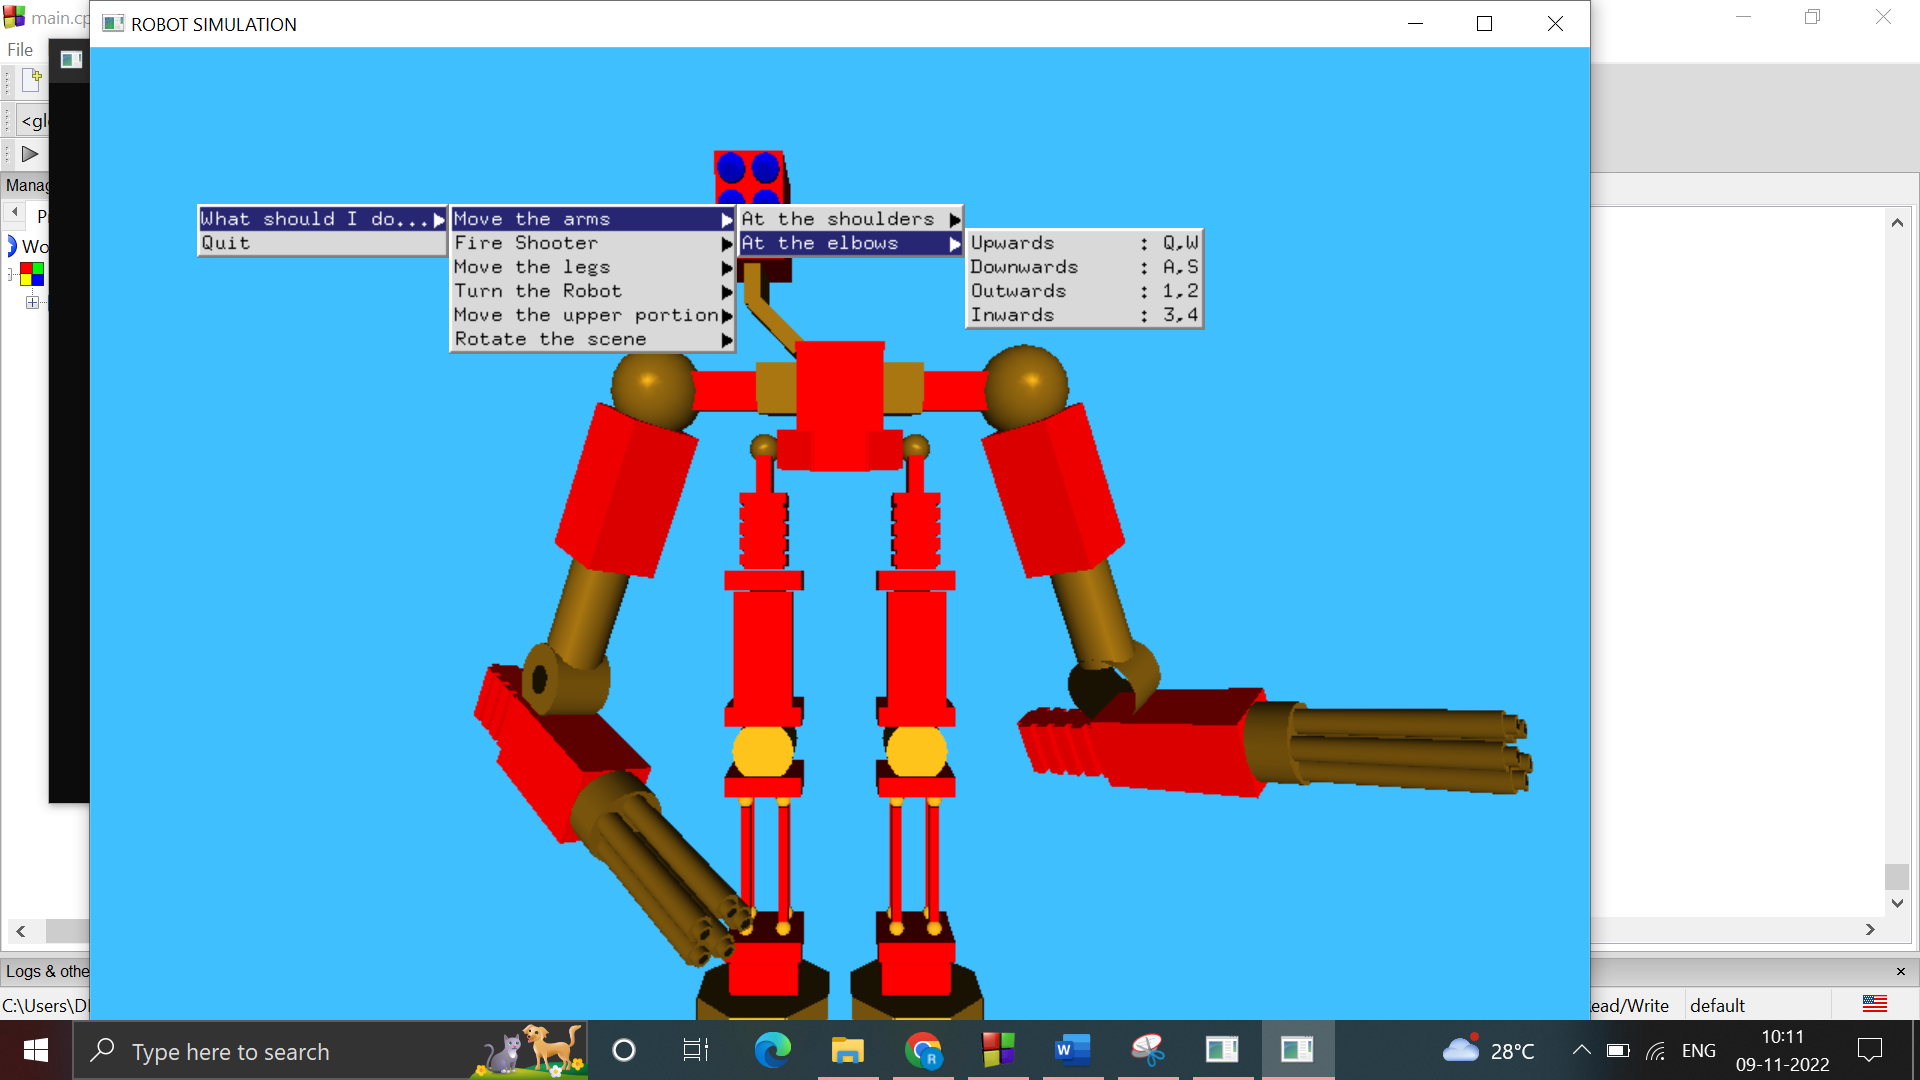 main.cp
ROBOT SIMULATION
File
<gl
Manag
P
Wo
What should I do...
Quit
Move the arms
Fire Shooter
Move the legs
Turn the Robot
Move the upper portion
Rotate the scene
At the shoulders
At the elbows
Upwards : Q,W
Downwards : A,S
Outwards : 1,2
Inwards : 3,4
Logs & othe
C:\Users\D
ead/Write default
Type here to search
R
W
28°C
ENG
10:11
09-11-2022